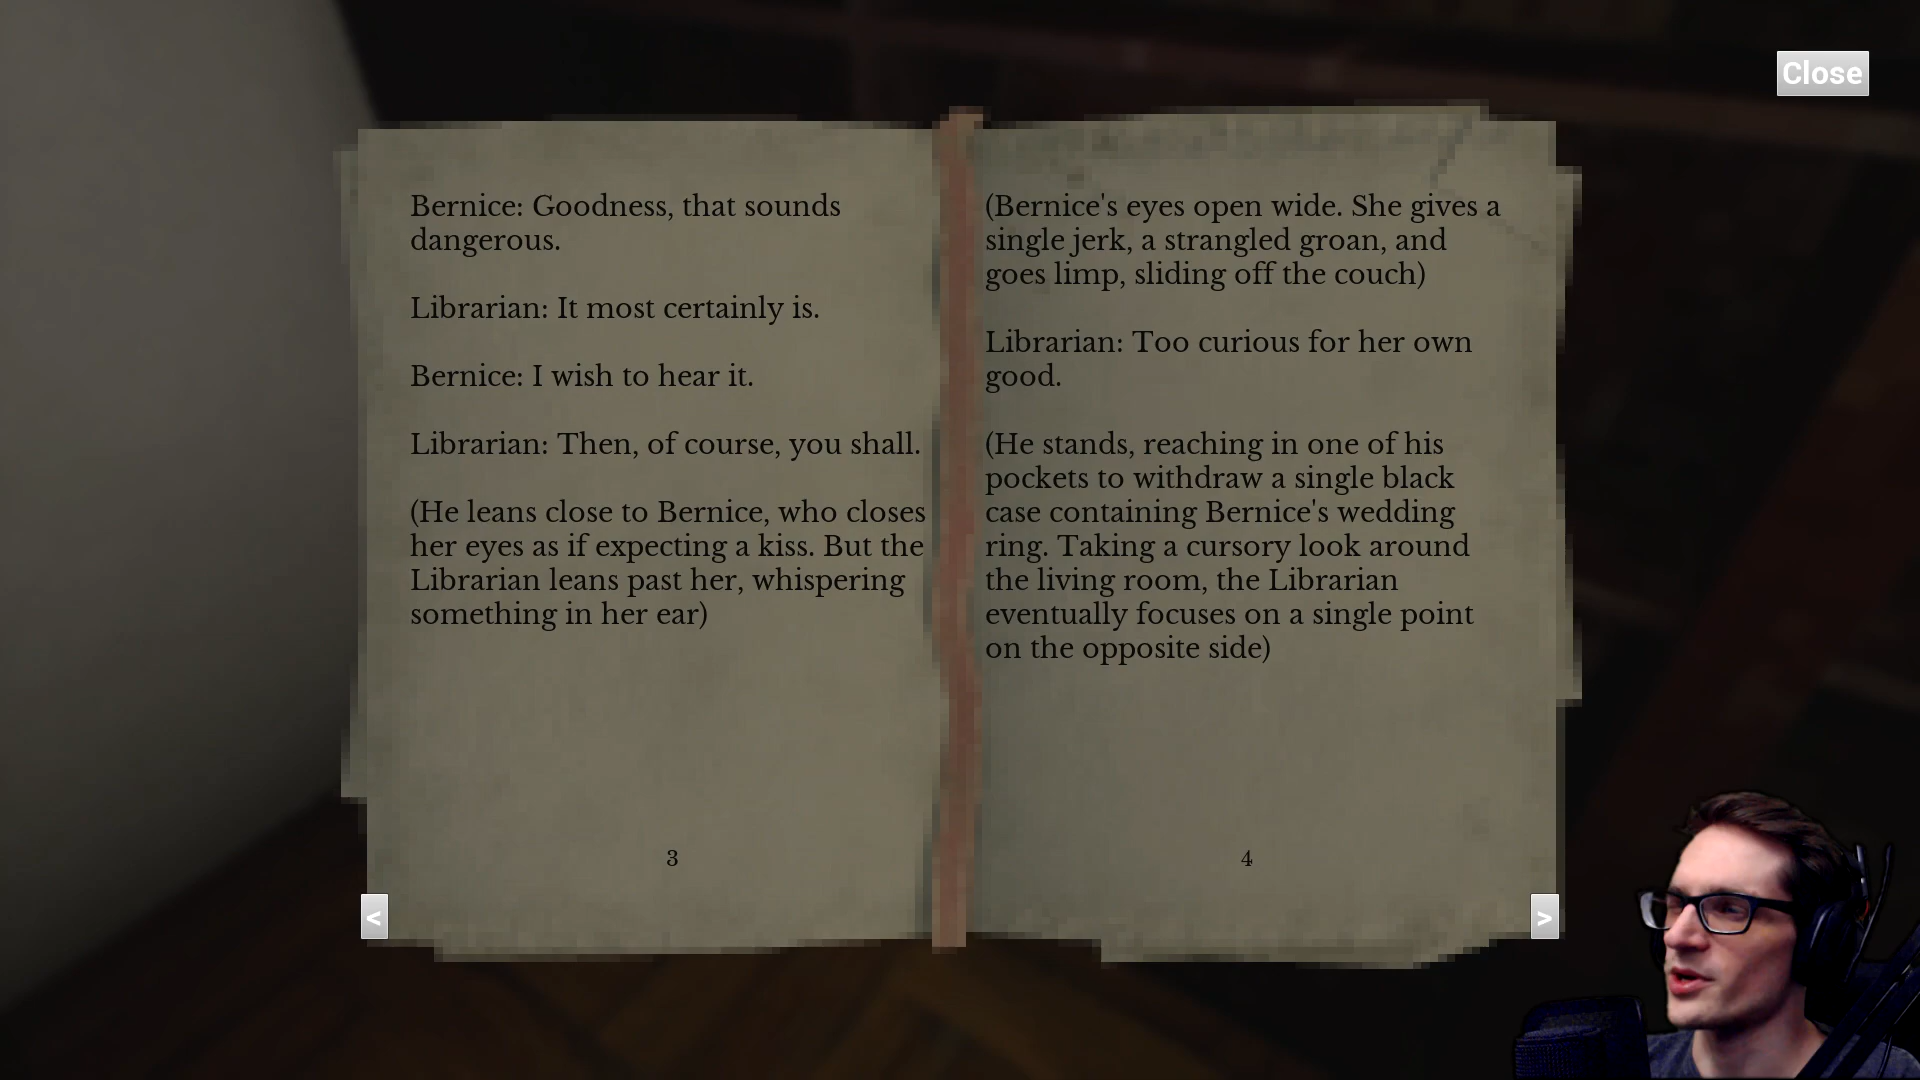 Close
Bernice: Goodness, that sounds
dangerous.
Librarian: It most certainly is.
Bernice: I wish to hear it.
Librarian: Then, of course, you shall.
(He leans close to Bernice, who closes
her eyes as if expecting a kiss. But the
Librarian leans past her, whispering
something in her ear)
3
<
(Bernice's eyes open wide. She gives a
single jerk, a strangled groan, and
goes limp, sliding off the couch)
Librarian: Too curious for her own
good.
(He stands, reaching in one of his
pockets to withdraw a single black
case containing Bernice's wedding
ring. Taking a cursory look around
the living room, the Librarian
eventually focuses on a single point
on the opposite side)
4
>